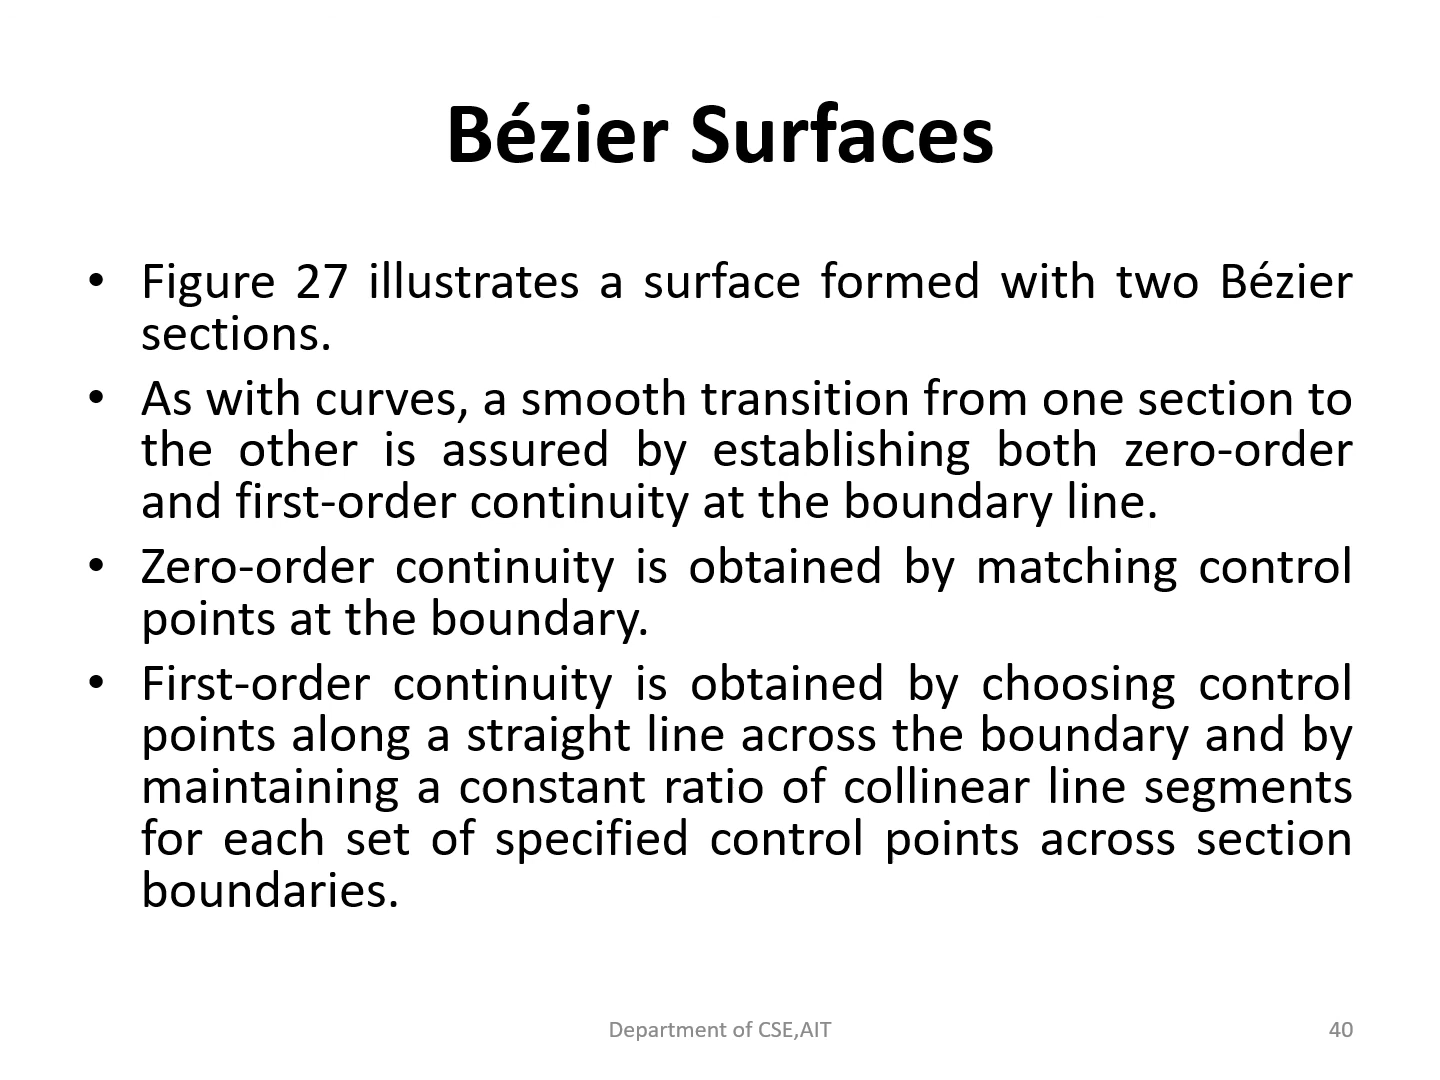 Bézier Surfaces
• Figure 27 illustrates a surface formed with two Bézier
sections.
• As with curves, a smooth transition from one section to
the other is assured by establishing both zero-order
and first-order continuity at the boundary line.
• Zero-order continuity is obtained by matching control
points at the boundary.
• First-order continuity is obtained by choosing control
points along a straight line across the boundary and by
maintaining a constant ratio of collinear line segments
for each set of specified control points across section
boundaries.
Department of CSE,AIT
40